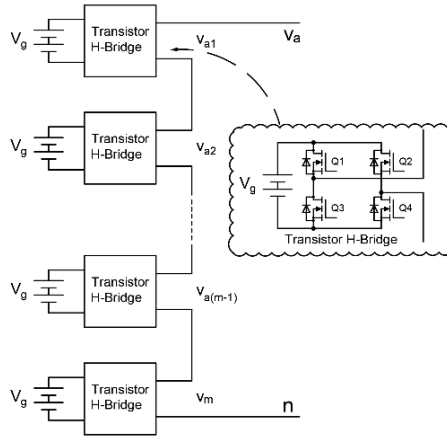 Vg
Transistor
H-Bridge
va
va1
Vg
Transistor
H-Bridge
va2
Vg
Q1
Q2
Q3
Q4
Transistor H-Bridge
Vg
Transistor
H-Bridge
va(m-1)
Vg
Transistor
H-Bridge
vm
n